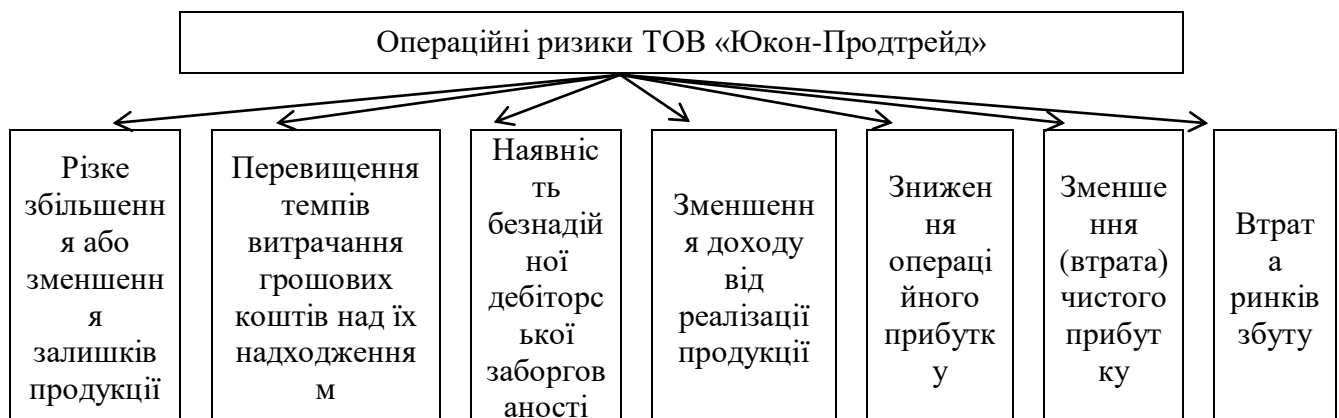 Операційні ризики ТОВ «Юкон-Продтрейд»
Різке
збільшенн
я або
зменшенн
я
залишків
продукції
Перевищення
темпів
витрачання
грошових
коштів над їх
надходження
м
Наявніс
ть
безнадій
ної
дебіторс
ької
заборгов
аності
Зменшенн
я доходу
від
реалізації
продукції
Знижен
ня
операці
йного
прибутк
у
Зменше
ння
(втрата)
чистого
прибут
ку
Втрат
а
ринків
збуту